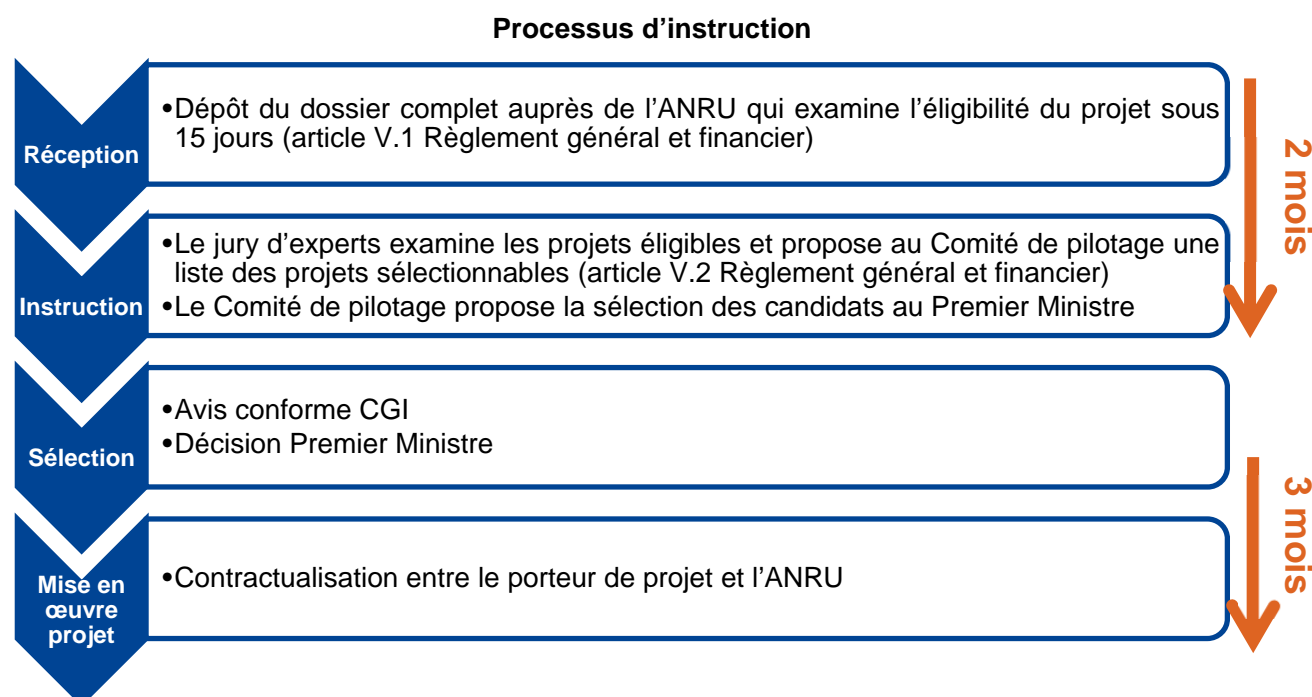 Processus d’instruction
Réception
•Dépôt du dossier complet auprès de l’ANRU qui examine l’éligibilité du projet sous
15 jours (article V.1 Règlement général et financier)
2 mois
Instruction
•Le jury d’experts examine les projets éligibles et propose au Comité de pilotage une
liste des projets sélectionnables (article V.2 Règlement général et financier)
•Le Comité de pilotage propose la sélection des candidats au Premier Ministre
Sélection
•Avis conforme CGI
•Décision Premier Ministre
3 mois
Mise en
œuvre
projet
•Contractualisation entre le porteur de projet et l’ANRU